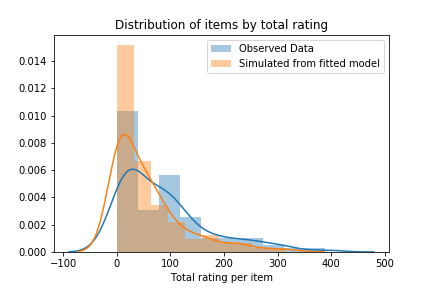 Distribution of items by total rating
Observed Data
Simulated from fitted model
0.014
0.012
0.010
0.008
0.006
0.004
0.002
0.000
−100 0 100 200 300 400 500
Total rating per item